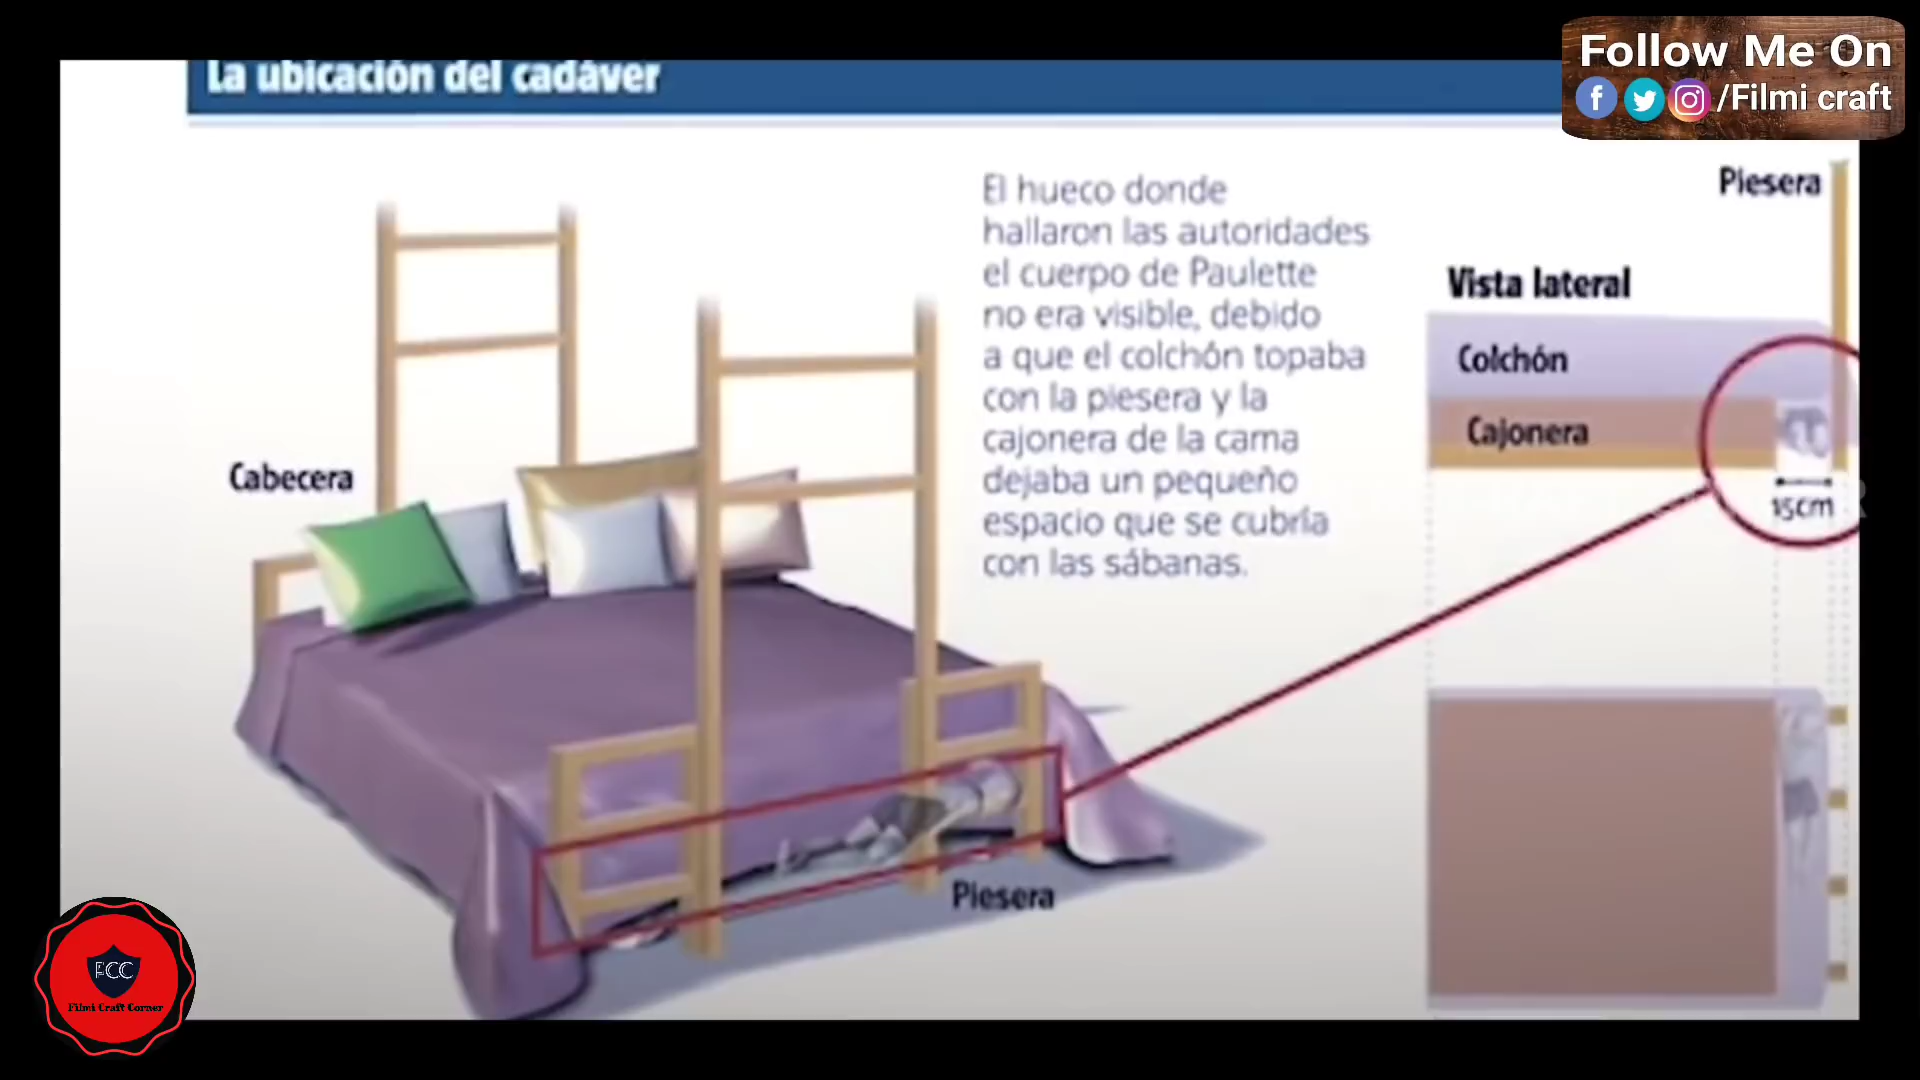 Follow Me On
/Filmi craft
La ubicación del cadáver
El hueco donde
hallaron las autoridades
el cuerpo de Paulette
no era visible, debido
a que el colchón topaba
con la piesera y la
cajonera de la cama
dejaba un pequeño
espacio que se cubría
con las sábanas.
Piesera
Vista lateral
Colchón
Cajonera
15cm
Cabecera
Piesera
FCC
Filmi Craft Corner